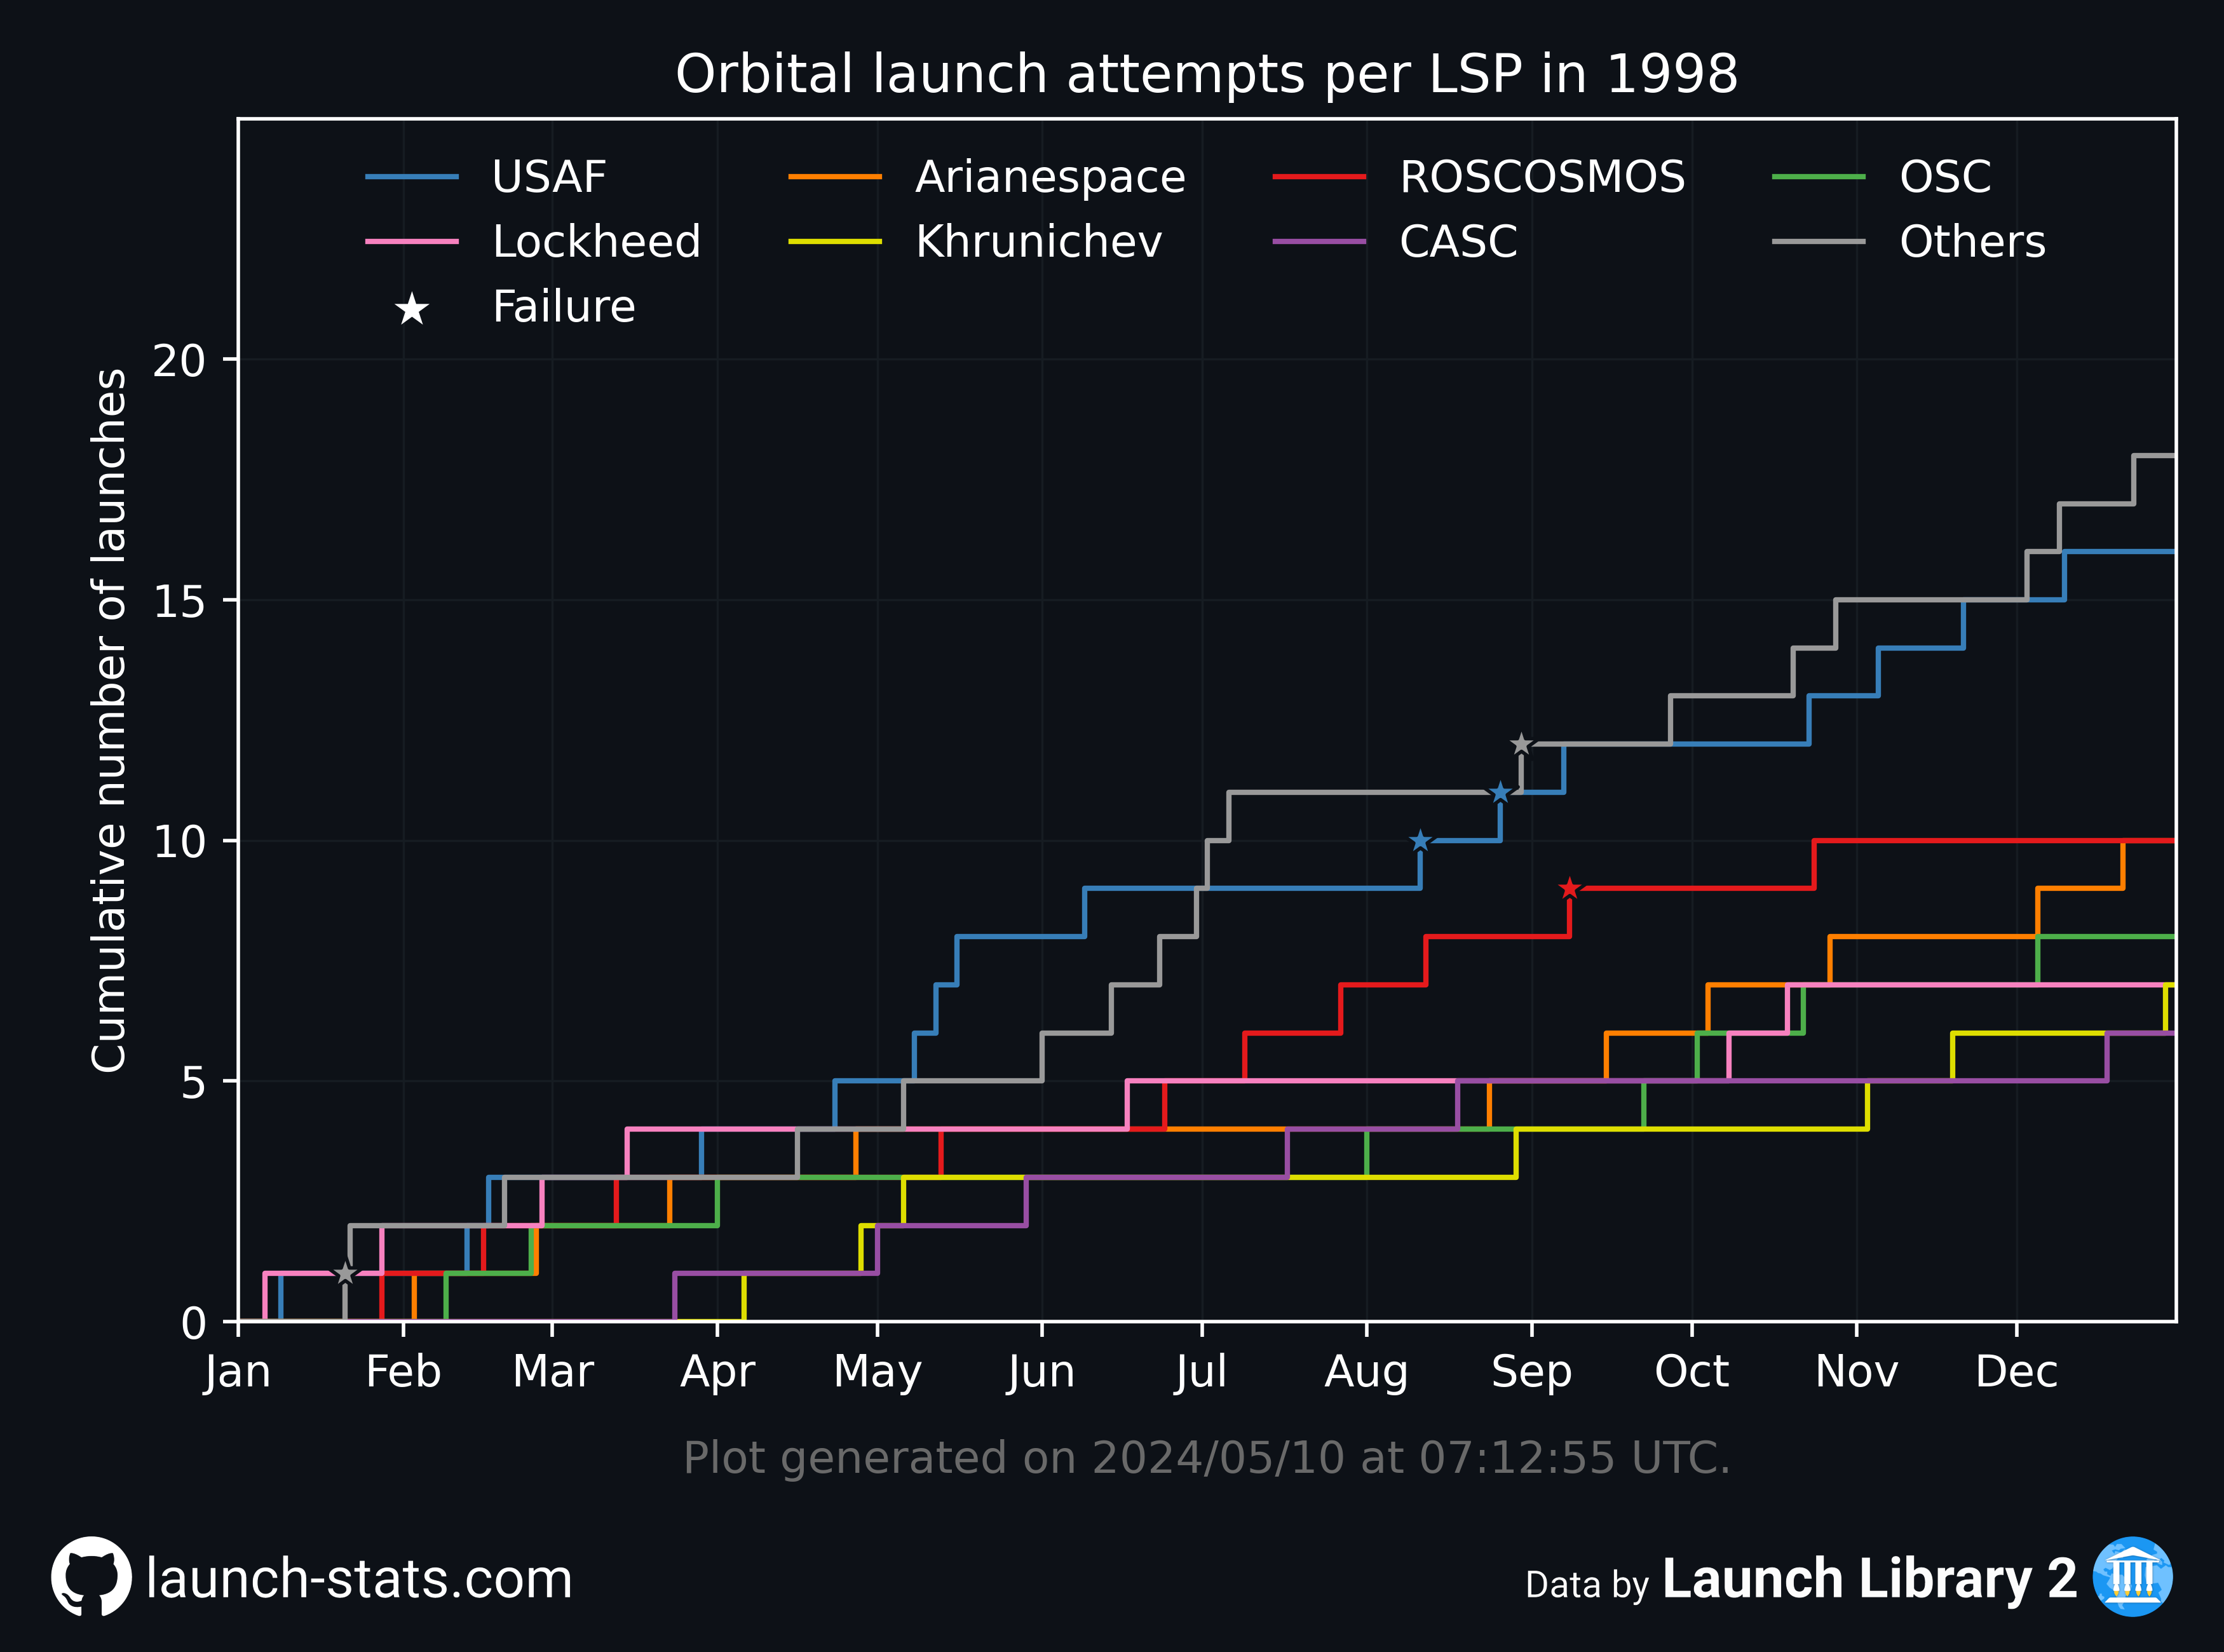 Orbital launch attempts per LSP in 1998
USAF Arianespace ROSCOSMOS OSC
Lockheed Khrunichev CASC Others
Failure
Cumulative number of launches
20
15
10
5
0
Jan Feb Mar Apr May Jun Jul Aug Sep Oct Nov Dec
Plot generated on 2024/05/10 at 07:12:55 UTC.
launch-stats.com
Data by Launch Library 2